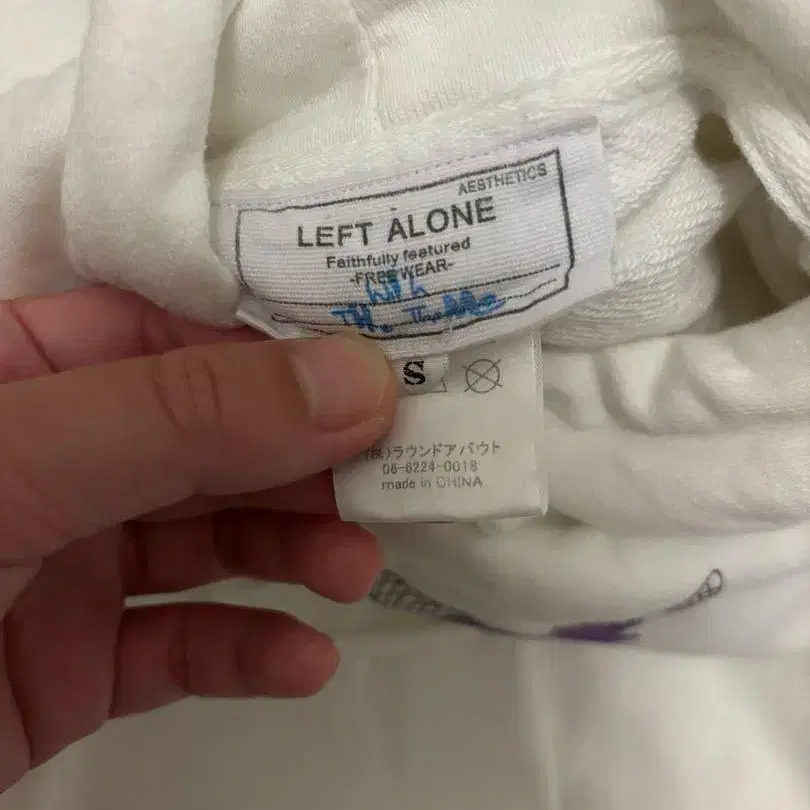 AESTHETICS
LEFT ALONE
Faithfully featured
-FREE WEAR-
S
(株)ラウンドアバウト
06-6224-0018
made in CHINA